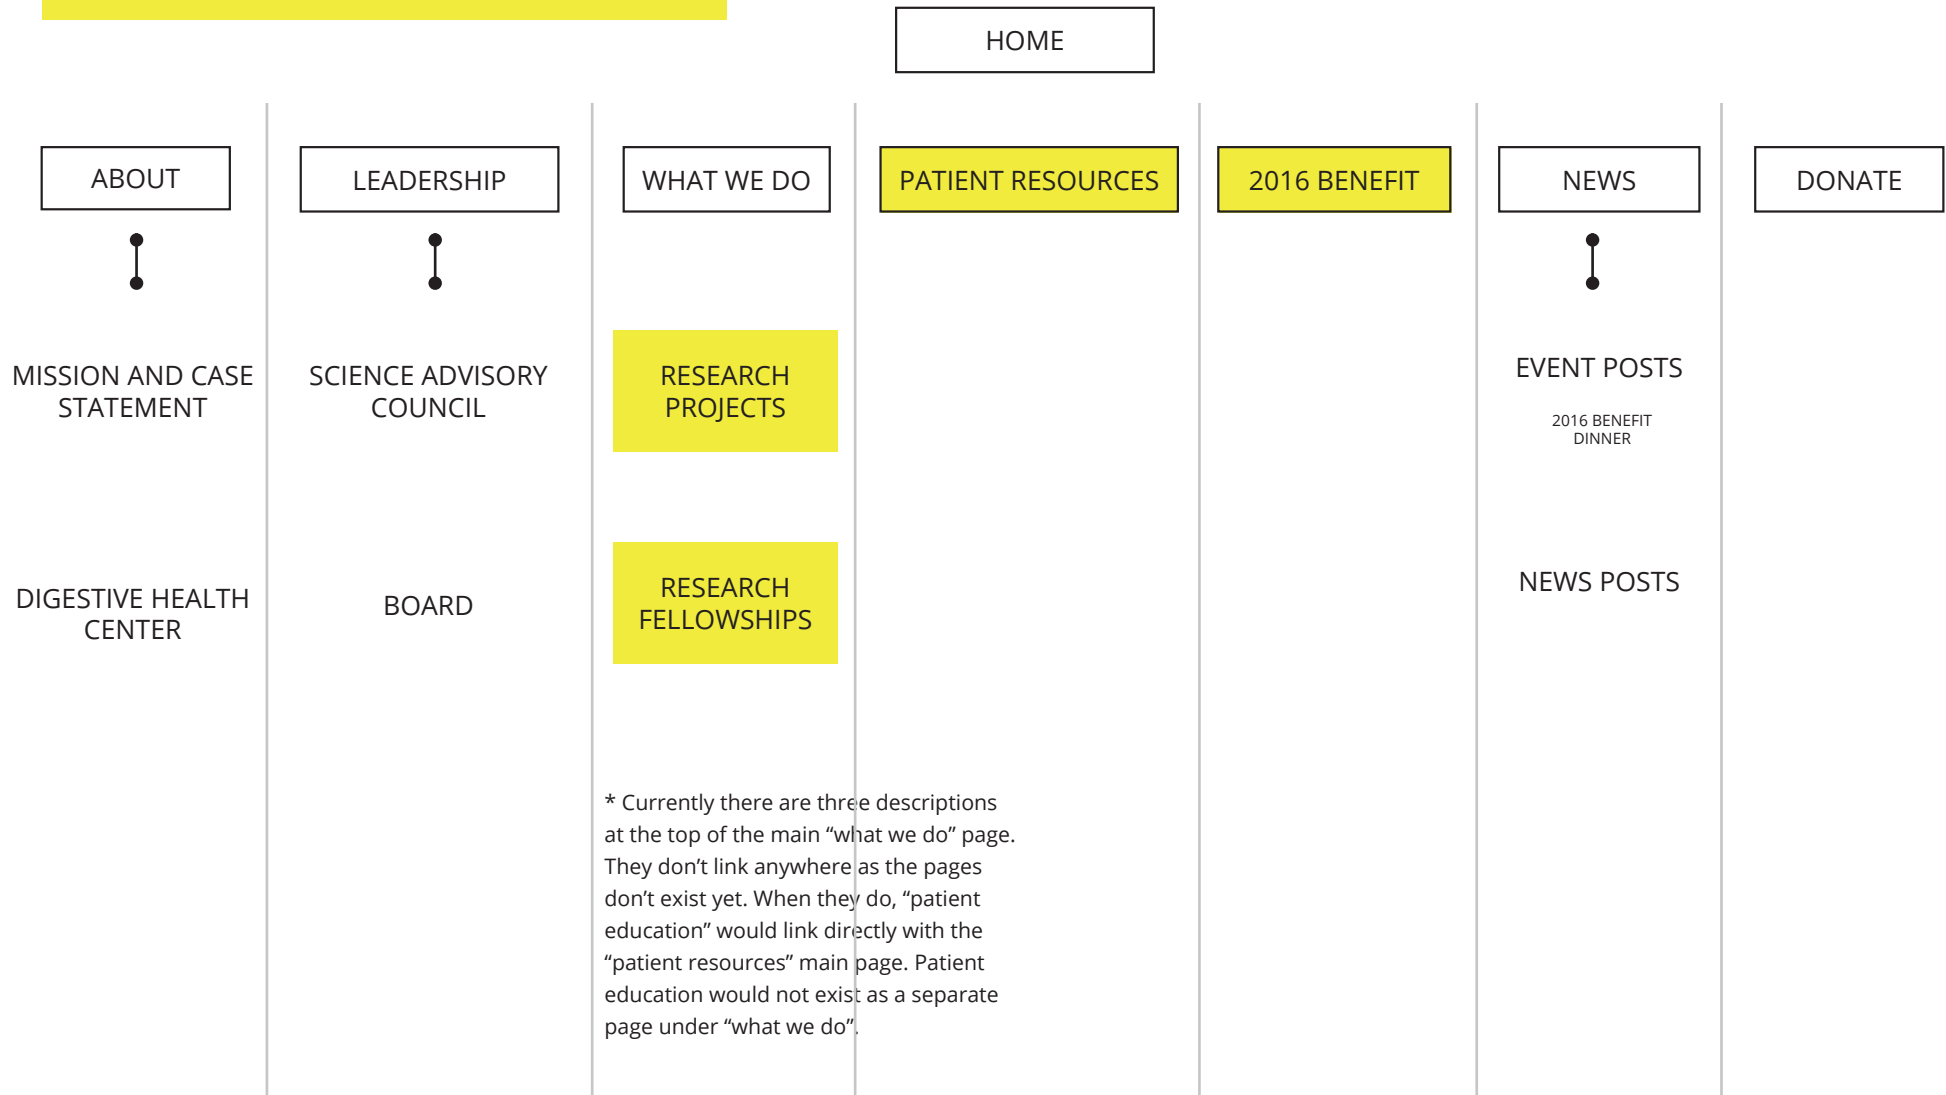 HOME
ABOUT
LEADERSHIP
WHAT WE DO
PATIENT RESOURCES
2016 BENEFIT
NEWS
DONATE
MISSION AND CASE
STATEMENT
DIGESTIVE HEALTH
CENTER
SCIENCE ADVISORY
COUNCIL
BOARD
RESEARCH
PROJECTS
RESEARCH
FELLOWSHIPS
* Currently there are three descriptions
at the top of the main “what we do” page.
They don’t link anywhere as the pages
don’t exist yet. When they do, “patient
education” would link directly with the
“patient resources” main page. Patient
education would not exist as a separate
page under “what we do”.
EVENT POSTS
2016 BENEFIT
DINNER
NEWS POSTS